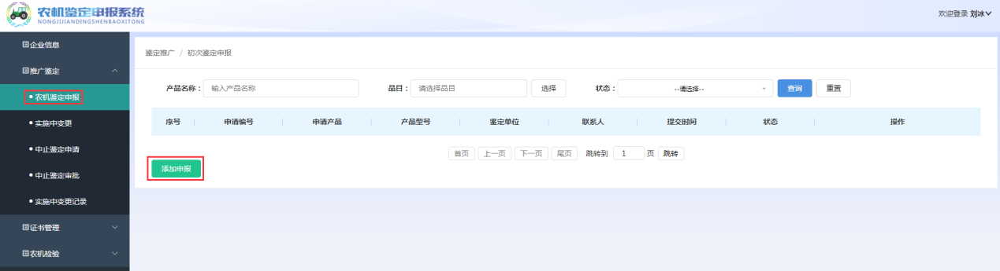 农机鉴定申报系统
NONGJIJIANDINGSHENBAOXITONG
欢迎登录 刘冰
企业信息
推广鉴定
农机鉴定申报
实施中变更
中止鉴定申请
中止鉴定审批
实施中变更记录
证书管理
农机检验
鉴定推广 / 初次鉴定申报
产品名称： 输入产品名称 品目： 请选择品目 选择 状态： --请选择-- 查询 重置
序号 申请编号 申请产品 产品型号 鉴定单位 联系人 提交时间 状态 操作
首页 上一页 下一页 尾页 跳转到 1 页 跳转
添加申报